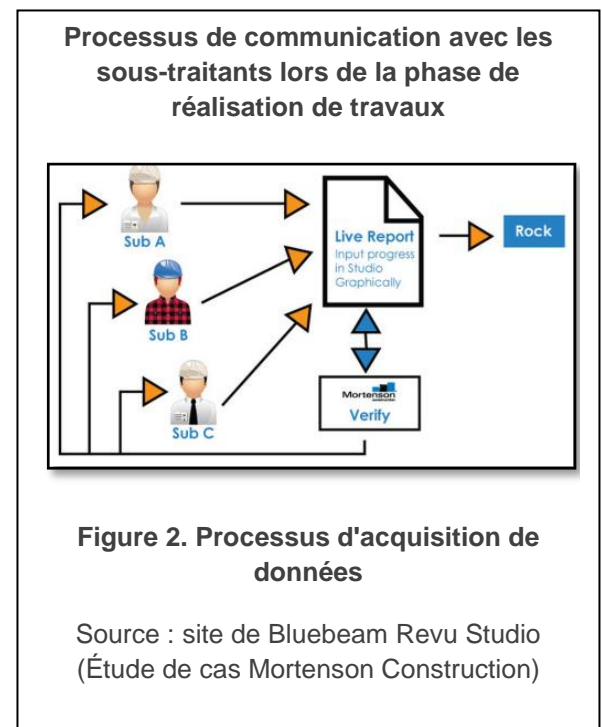 Processus de communication avec les
sous-traitants lors de la phase de
réalisation de travaux
Sub A
Live Report
Input progress
in Studio
Graphically
Rock
Sub B
Mortenson
construction
Verify
Sub C
Figure 2. Processus d'acquisition de
données
Source : site de Bluebeam Revu Studio
(Étude de cas Mortenson Construction)